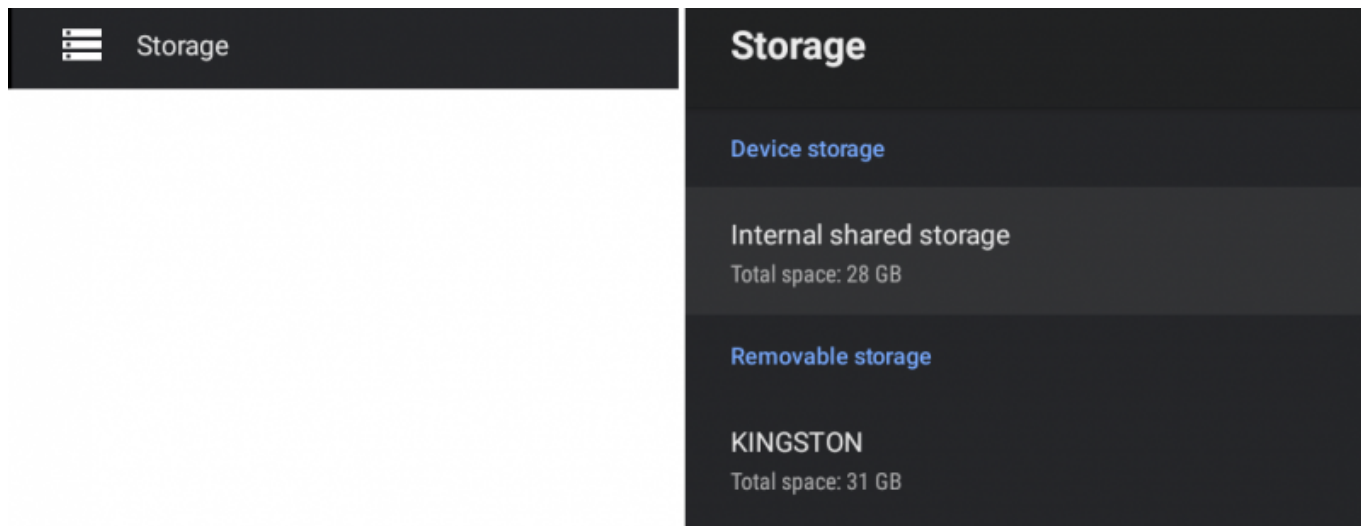 Storage
Storage
Device storage
Internal shared storage
Total space: 28 GB
Removable storage
KINGSTON
Total space: 31 GB